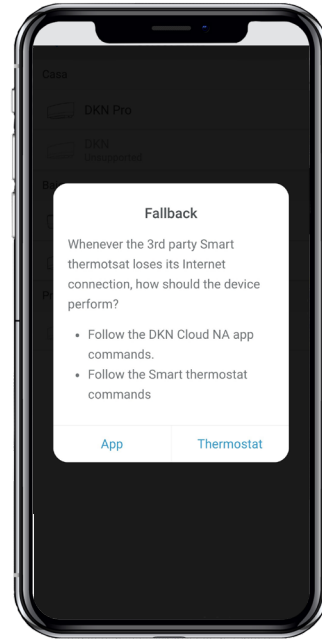 Casa
DKN Pro
DKN
Unsupported
Fallback
Whenever the 3rd party Smart
thermotsat loses its Internet
connection, how should the device
perform?
• Follow the DKN Cloud NA app
commands.
• Follow the Smart thermostat
commands
App
Thermostat